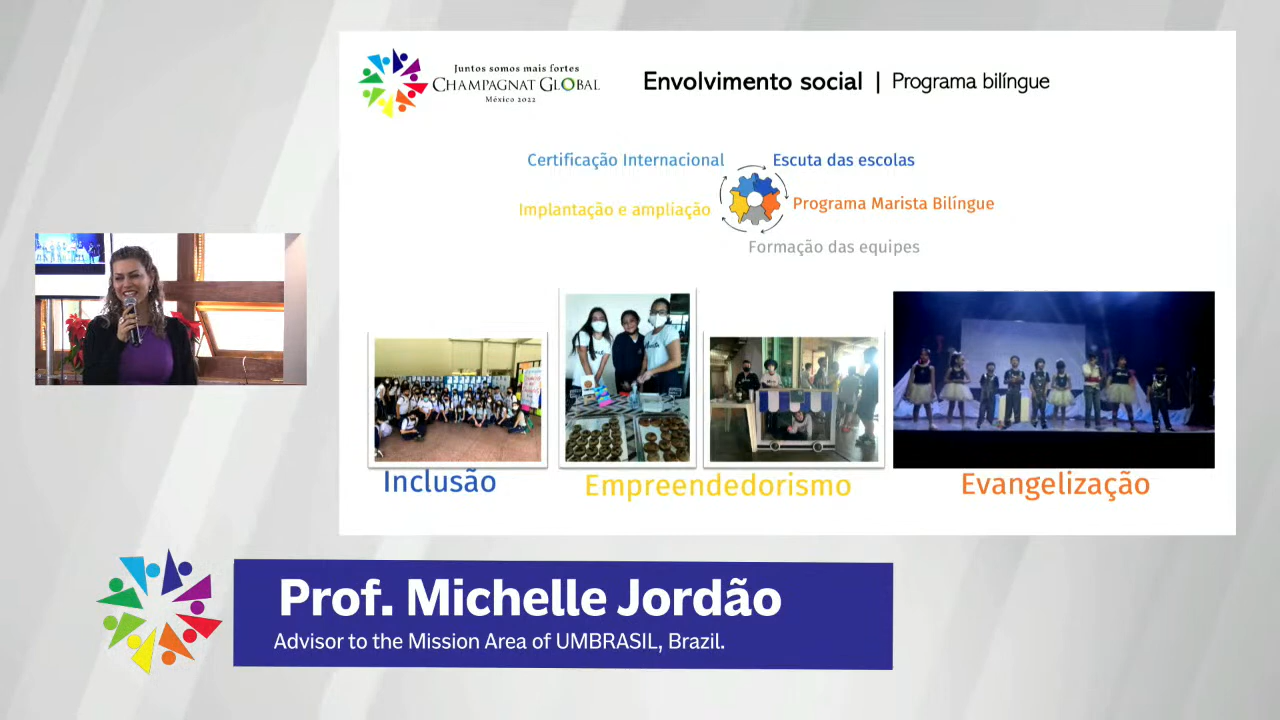 Juntos somos mais fortes
CHAMPAGNAT GLOBAL
México 2022
Envolvimento social | Programa bilíngue
Certificação Internacional
Escuta das escolas
Implantação e ampliação
Programa Marista Bilíngue
Formação das equipes
Inclusão
Empreendedorismo
Evangelização
Prof. Michelle Jordão
Advisor to the Mission Area of UMBRASIL, Brazil.